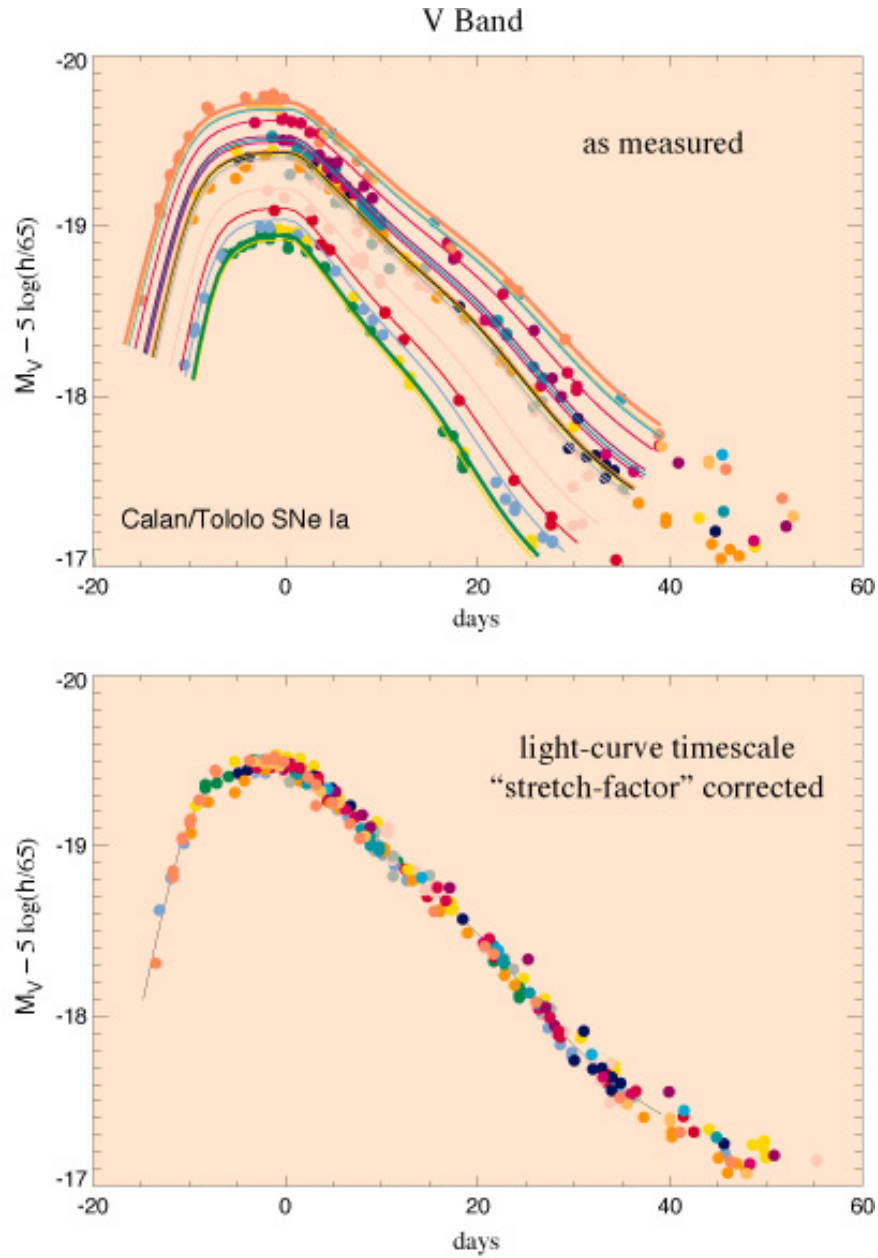 V Band
-20
as measured
-19
M_V – 5 log(h/65)
-18
Calan/Tololo SNe Ia
-17
-20 0 20 40 60
days
-20
light-curve timescale
“stretch-factor” corrected
-19
M_V – 5 log(h/65)
-18
-17
-20 0 20 40 60
days